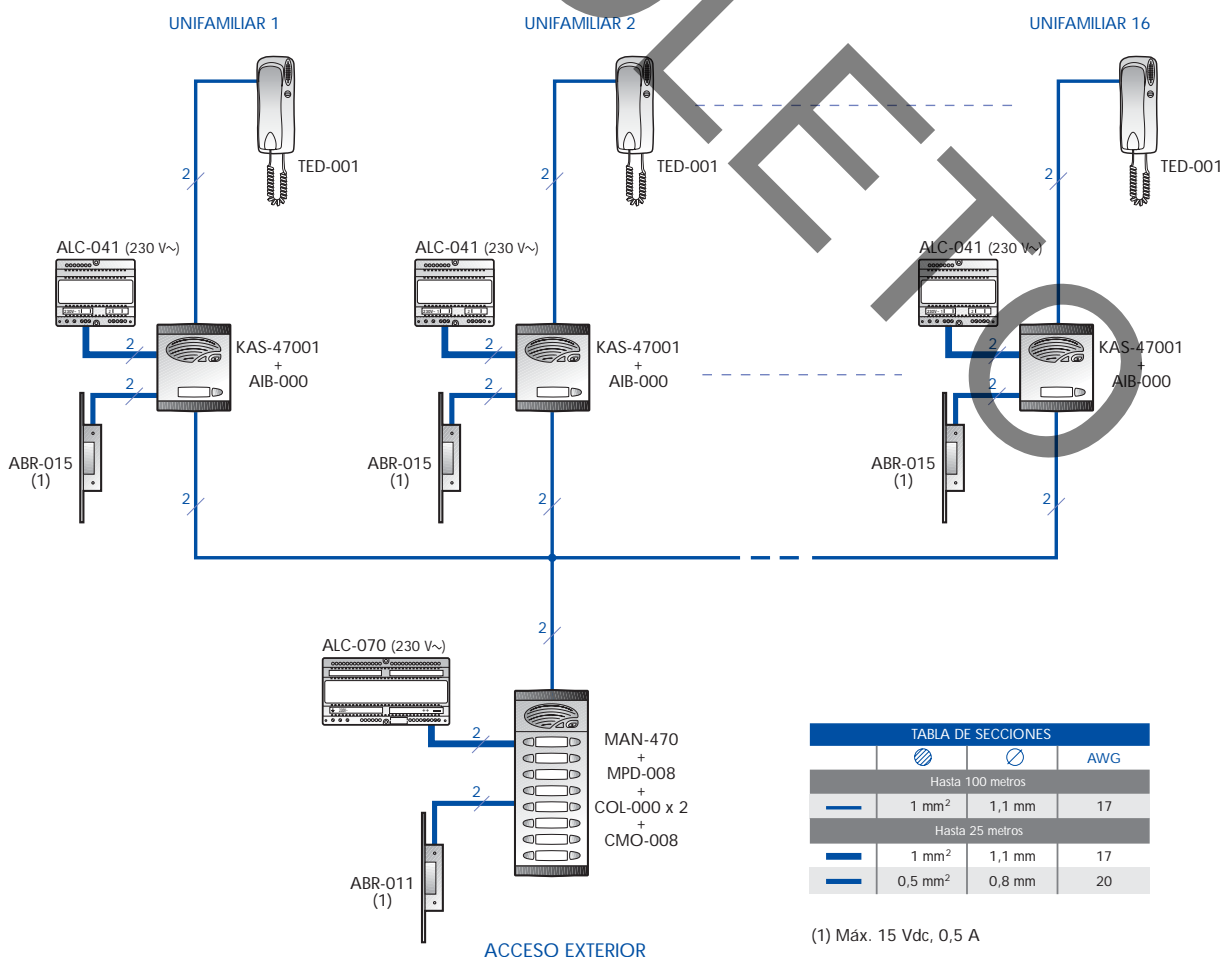 UNIFAMILIAR 1
UNIFAMILIAR 2
UNIFAMILIAR 16
TED-001
TED-001
TED-001
2
2
2
ALC-041 (230 V~)
ALC-041 (230 V~)
ALC-041 (230 V~)
2
KAS-47001
+
AIB-000
2
2
KAS-47001
+
AIB-000
2
2
KAS-47001
+
AIB-000
2
ABR-015
(1)
ABR-015
(1)
ABR-015
(1)
2
2
2
2
ALC-070 (230 V~)
2
2
MAN-470
+
MPD-008
+
COL-000 x 2
+
CMO-008
ABR-011
(1)
ACCESO EXTERIOR
TABLA DE SECCIONES
AWG
Hasta 100 metros
1 mm² 1,1 mm 17
Hasta 25 metros
1 mm² 1,1 mm 17
0,5 mm² 0,8 mm 20
(1) Máx. 15 Vdc, 0,5 A
LET